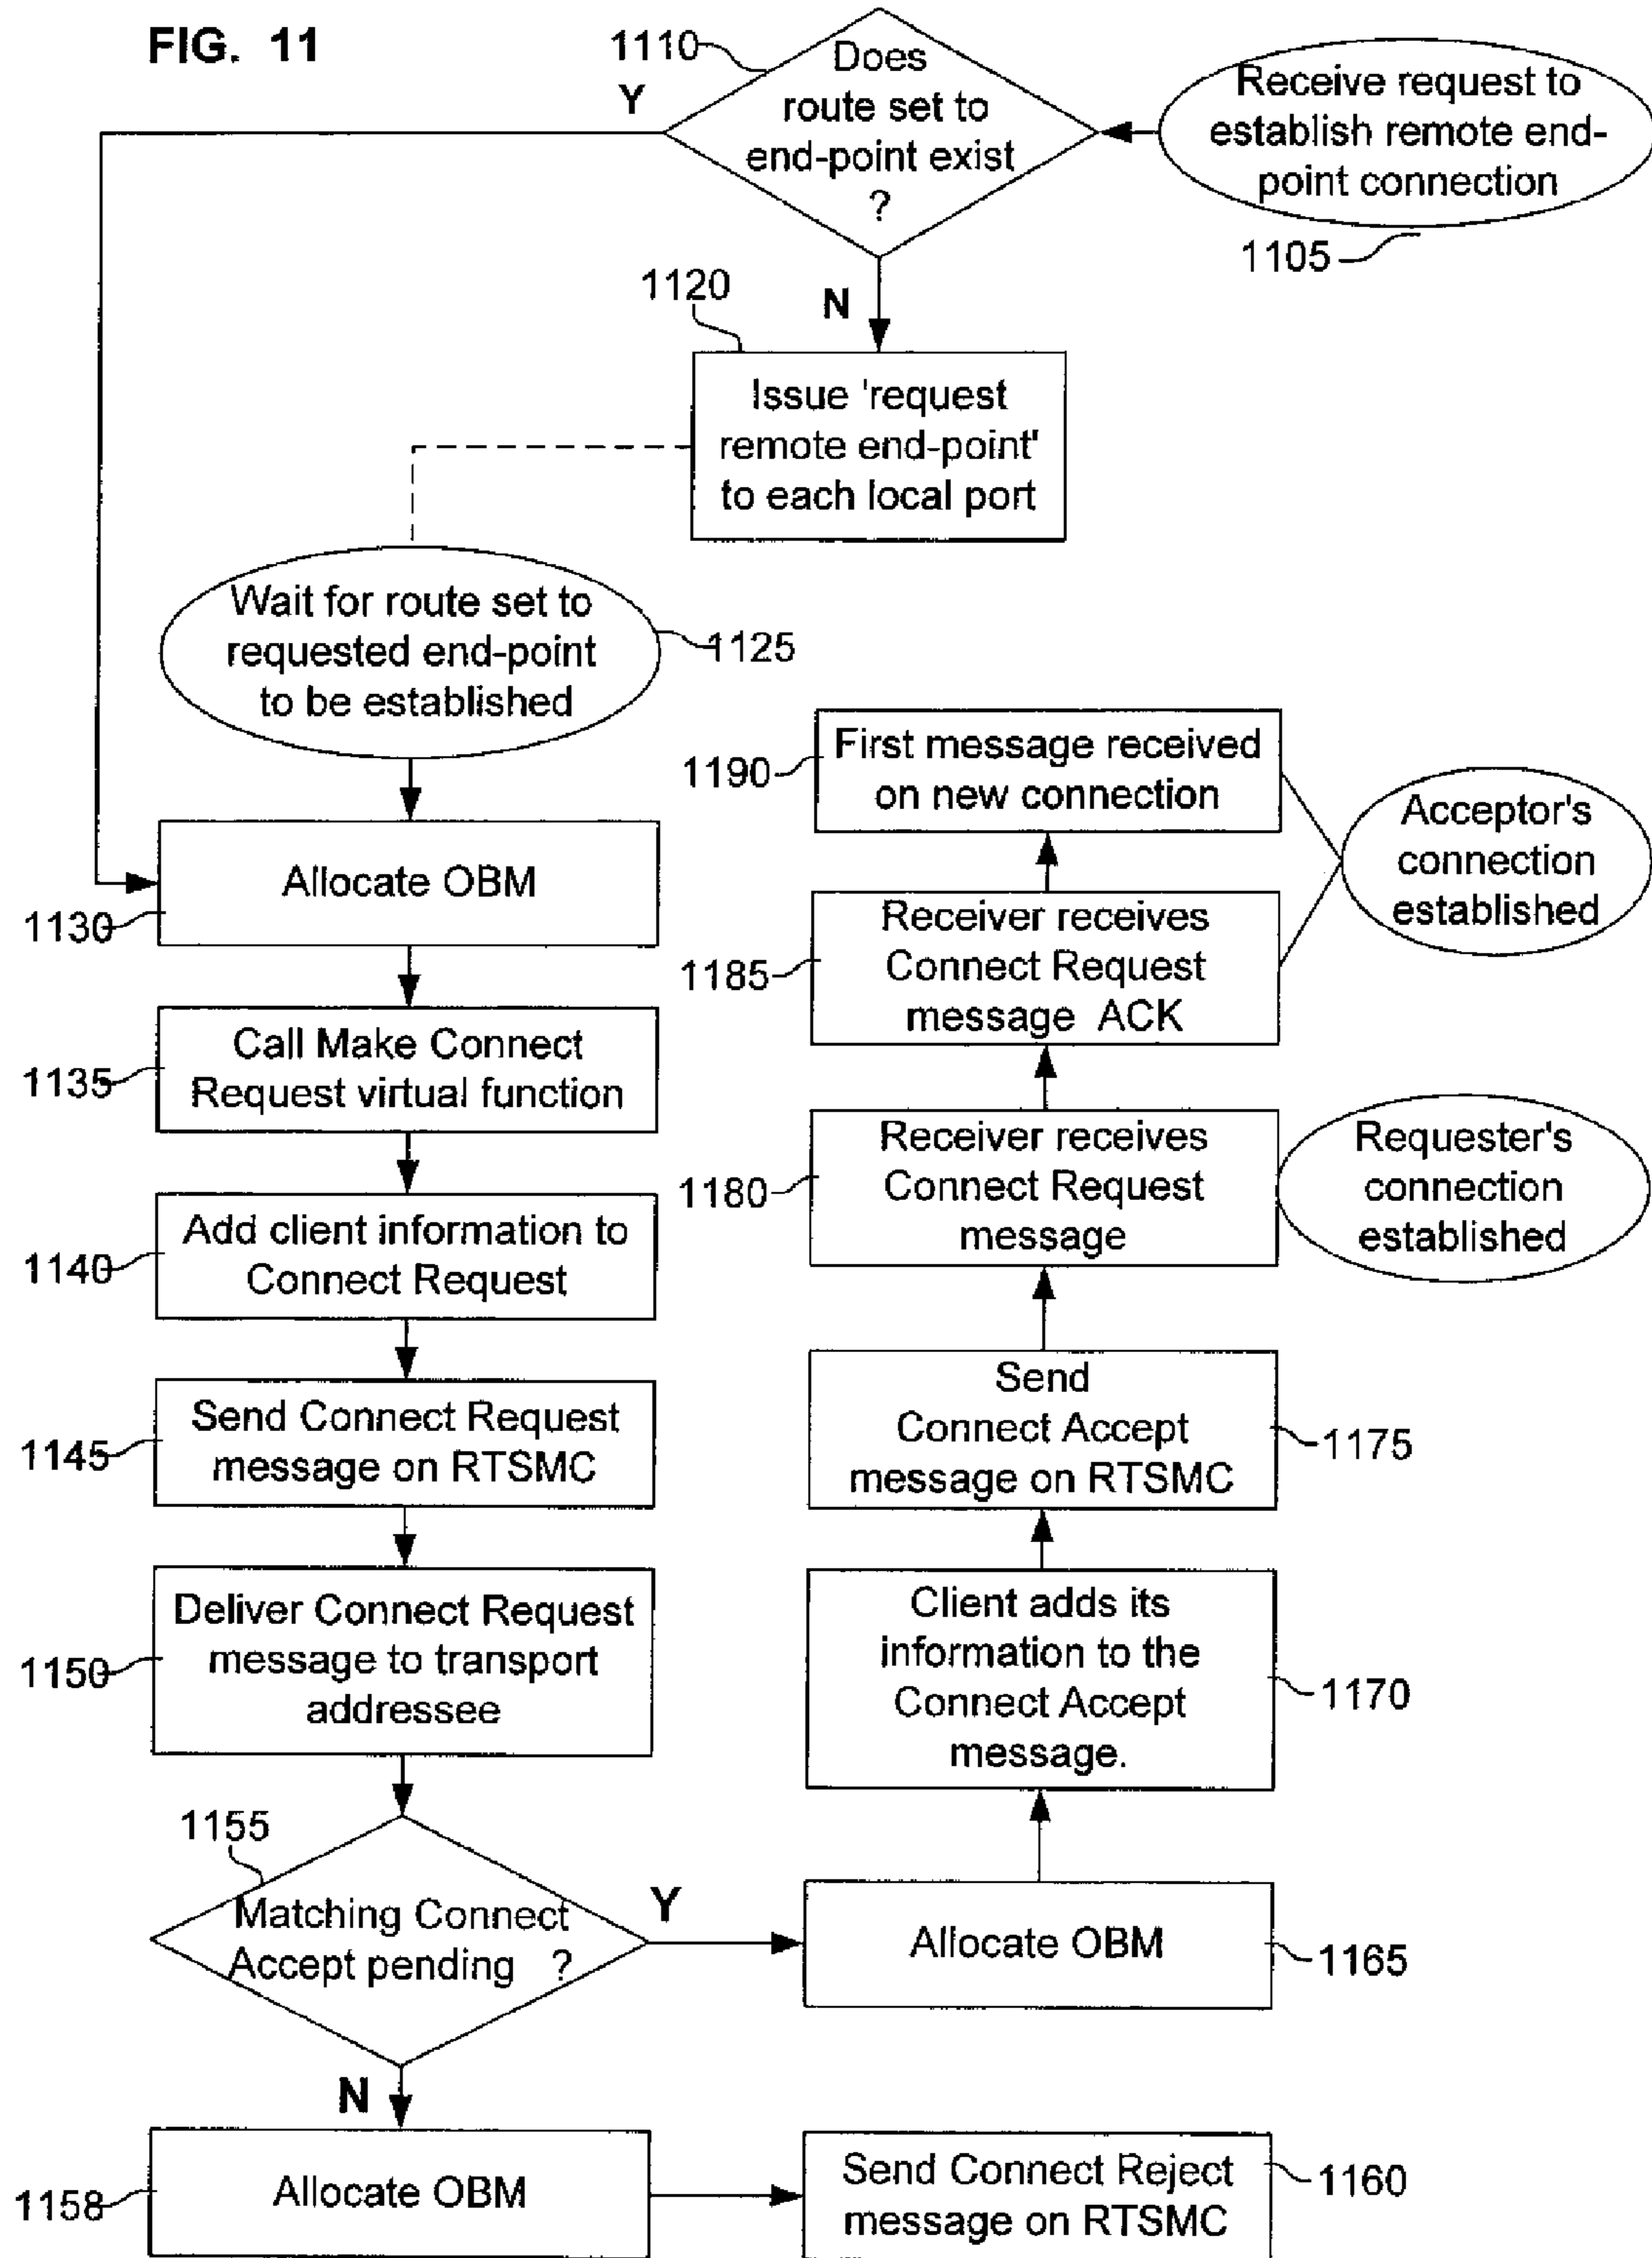 FIG. 11
1110
Does
route set to
end-point exist
?
Y
Receive request to
establish remote end-
point connection
1105
N
1120
Issue 'request
remote end-point'
to each local port
Wait for route set to
requested end-point
to be established
1125
Allocate OBM
1130
Call Make Connect
Request virtual function
1135
Add client information to
Connect Request
1140
Send Connect Request
message on RTSMC
1145
Deliver Connect Request
message to transport
addressee
1150
1155
Matching Connect
Accept pending ?
Y
N
Allocate OBM
1158
Send Connect Reject
message on RTSMC
1160
Allocate OBM
1165
Client adds its
information to the
Connect Accept
message.
1170
Send
Connect Accept
message on RTSMC
1175
Receiver receives
Connect Request
message
1180
Requester's
connection
established
Receiver receives
Connect Request
message ACK
1185
First message received
on new connection
1190
Acceptor's
connection
established